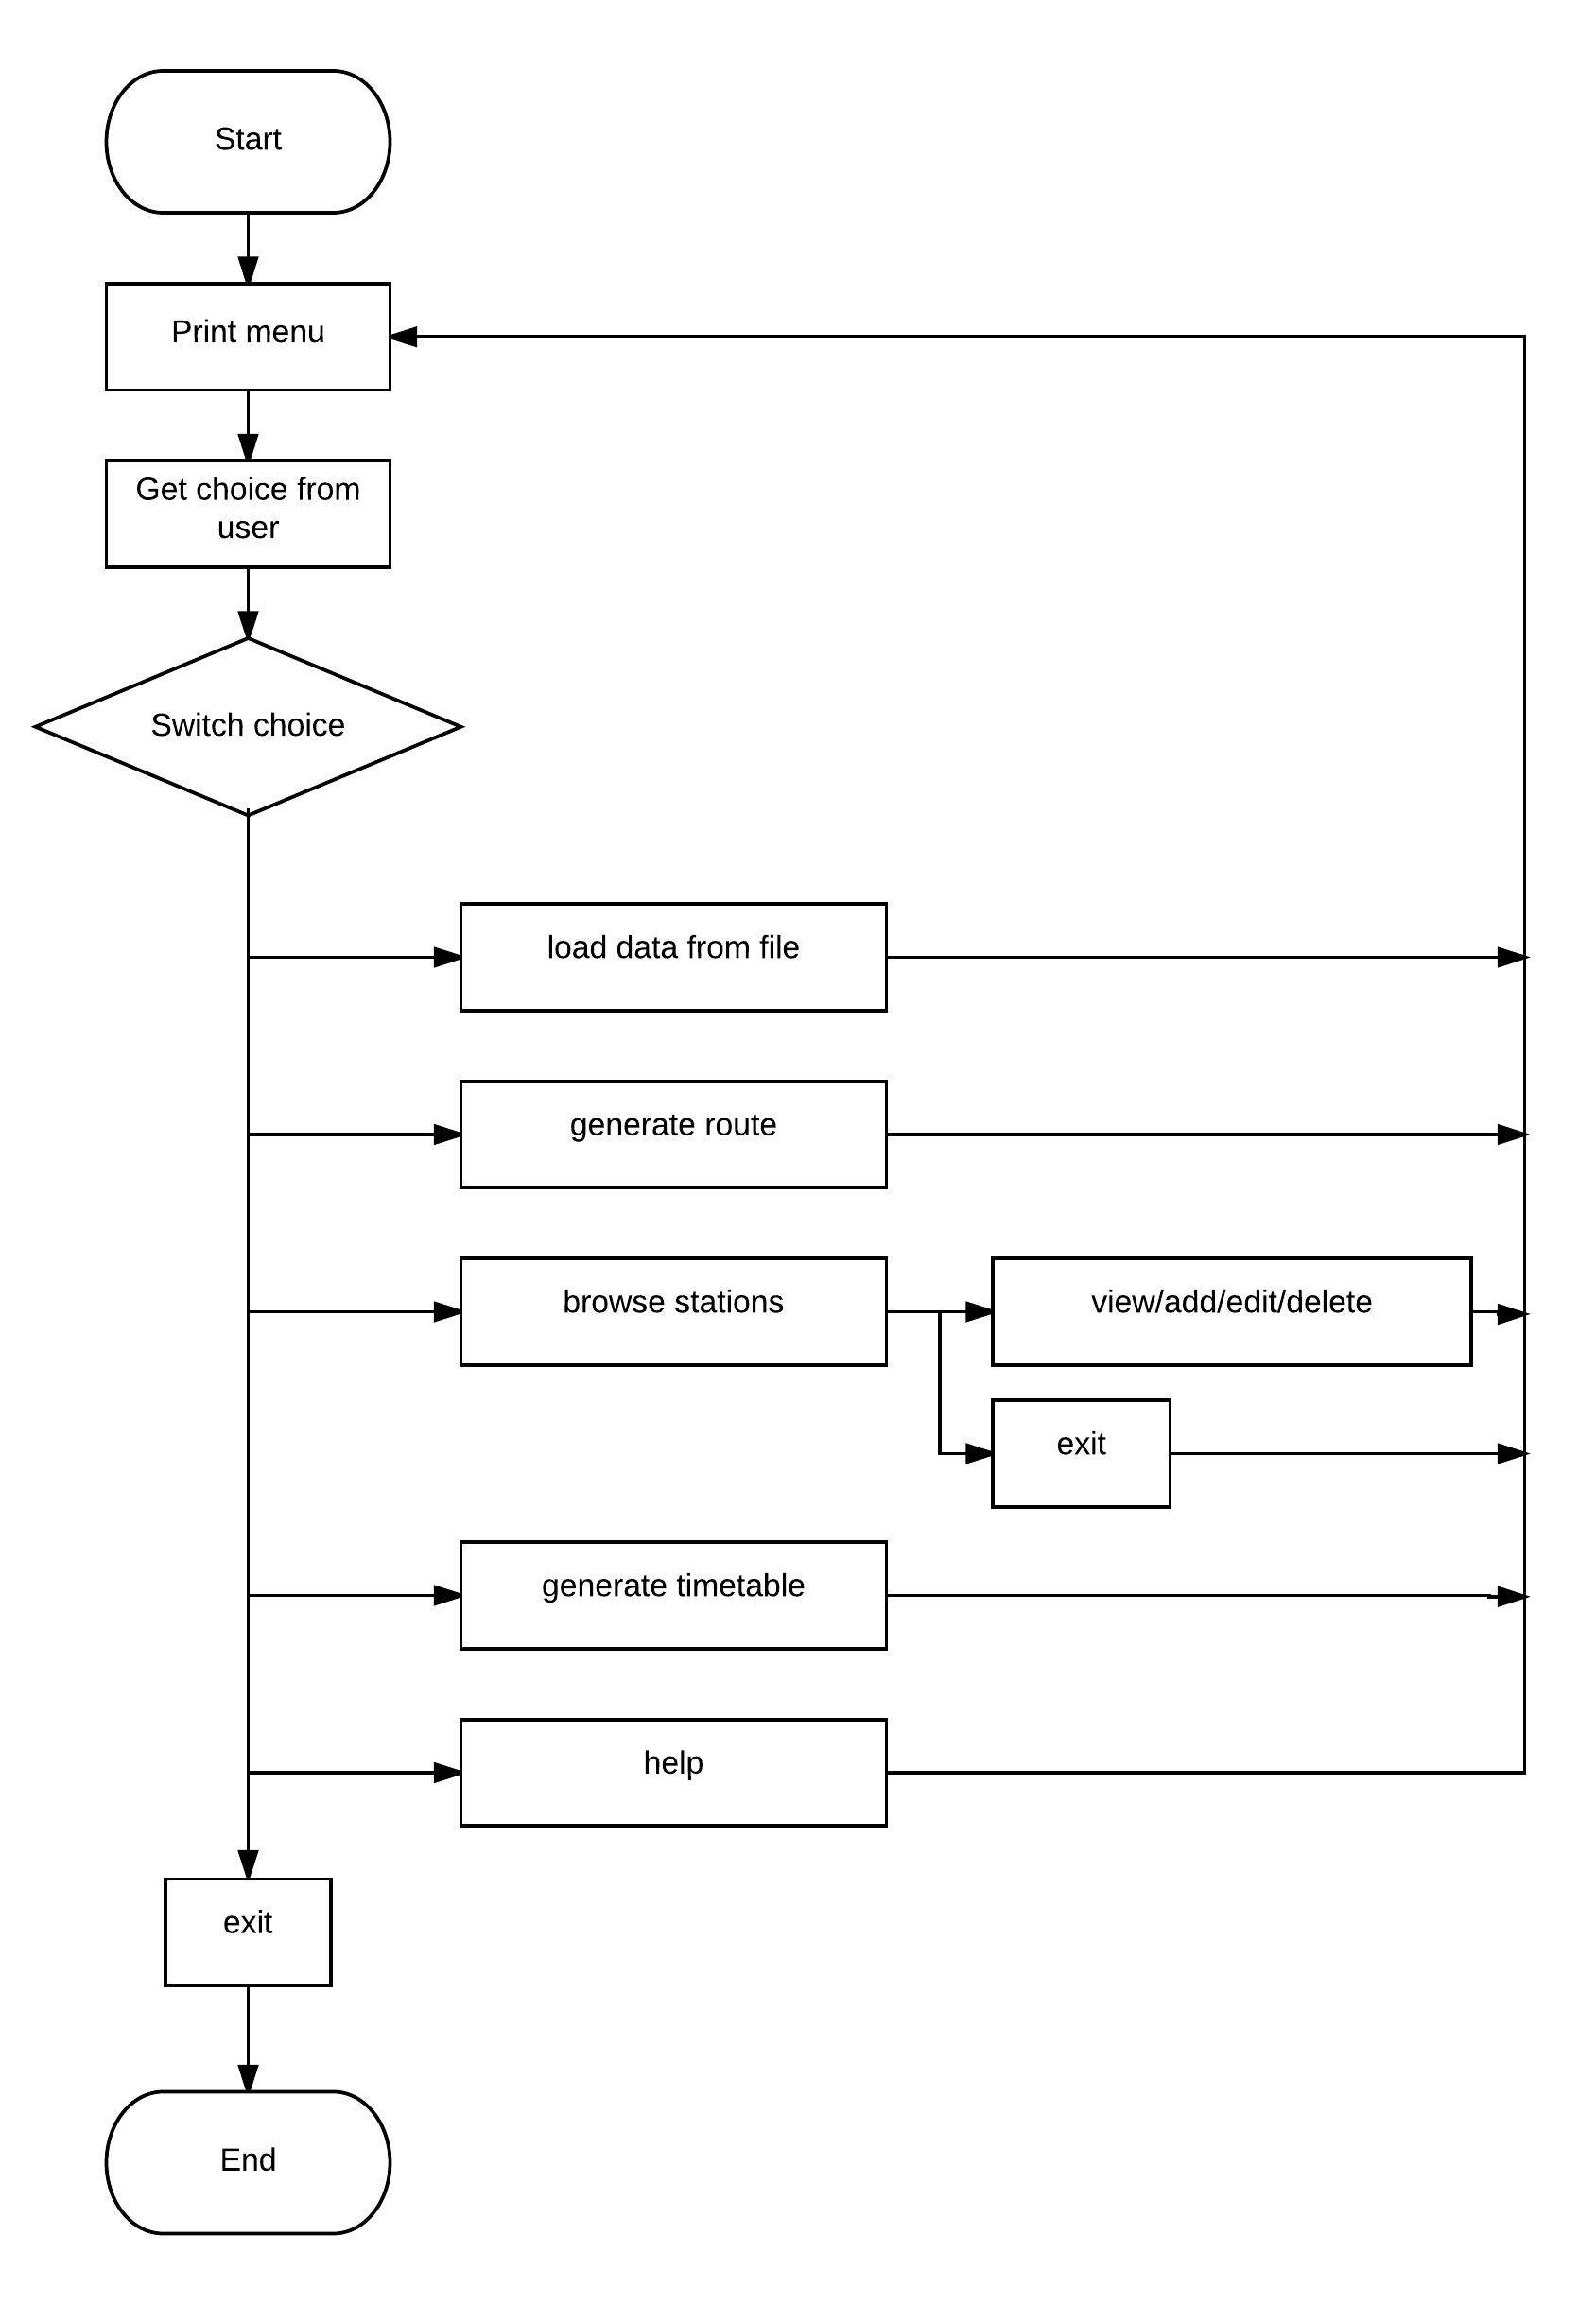 Start
Print menu
Get choice from
user
Switch choice
load data from file
generate route
browse stations
view/add/edit/delete
exit
generate timetable
help
exit
End